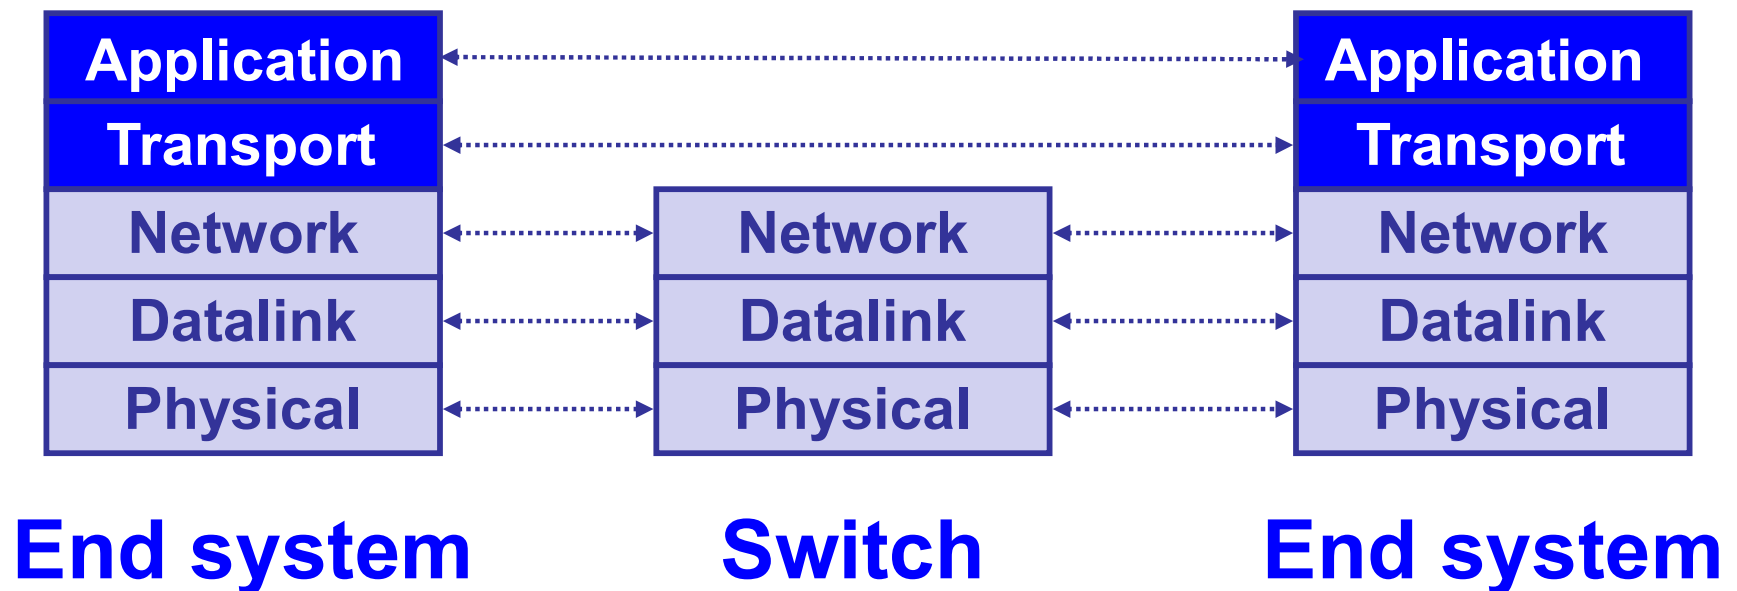 Application
Application
Transport
Transport
Network
Network
Network
Datalink
Datalink
Datalink
Physical
Physical
Physical
End system
Switch
End system